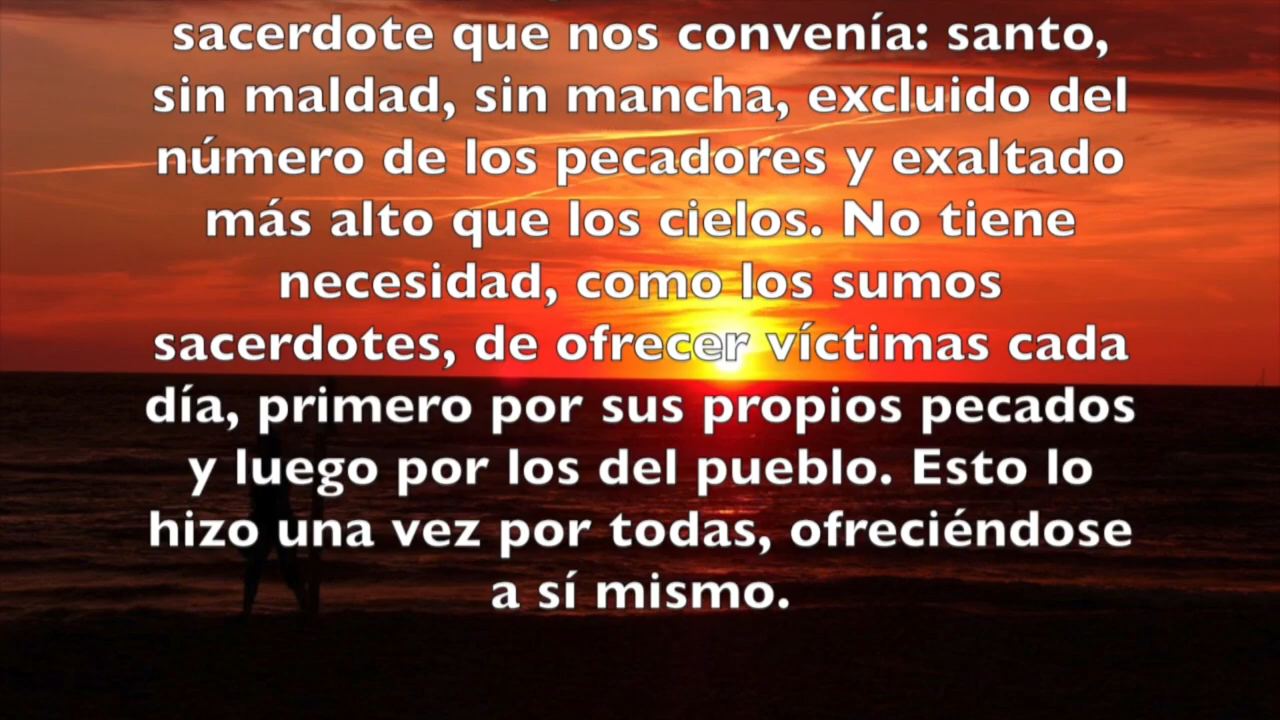 sacerdote que nos convenía: santo,
sin maldad, sin mancha, excluido del
número de los pecadores y exaltado
más alto que los cielos. No tiene
necesidad, como los sumos
sacerdotes, de ofrecer víctimas cada
día, primero por sus propios pecados
y luego por los del pueblo. Esto lo
hizo una vez por todas, ofreciéndose
a sí mismo.